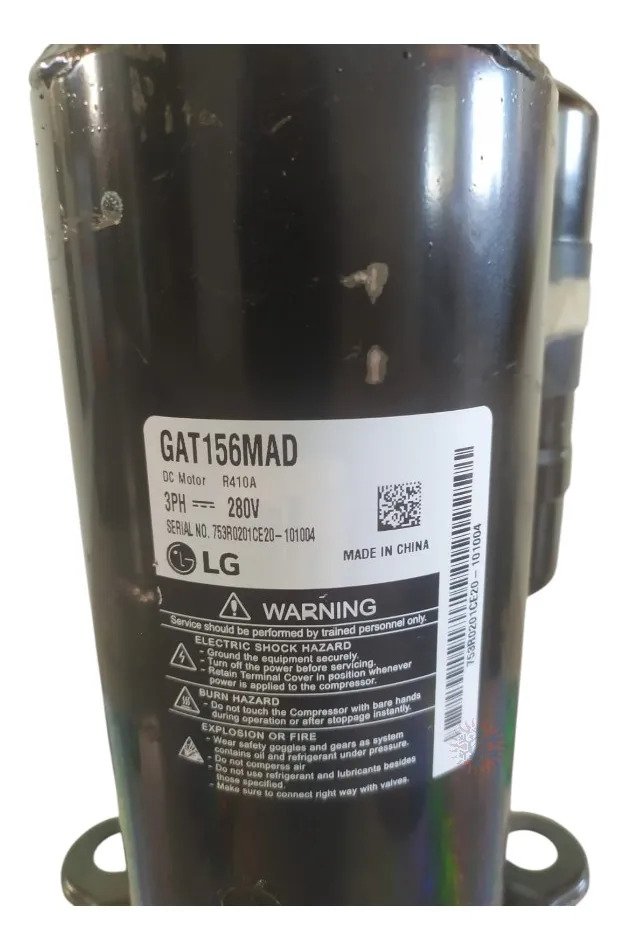 GAT156MAD
DC Motor R410A
3PH 280V
SERIAL NO. 753R0201CE20-101004
LG
MADE IN CHINA
753R0201CE20-101004
WARNING
Service should be performed by trained personnel only.
ELECTRIC SHOCK HAZARD
- Ground the equipment securely.
- Turn off the power before servicing.
- Retain Terminal Cover in position whenever
power is applied to the compressor.
BURN HAZARD
- Do not touch the Compressor with bare hands
during operation or after stoppage instantly.
EXPLOSION OR FIRE
- Wear safety goggles and gears as system
contains oil and refrigerant under pressure.
- Do not comperss air
- Do not use refrigerant and lubricants besides
those specified.
- Make sure to connect right way with valves.